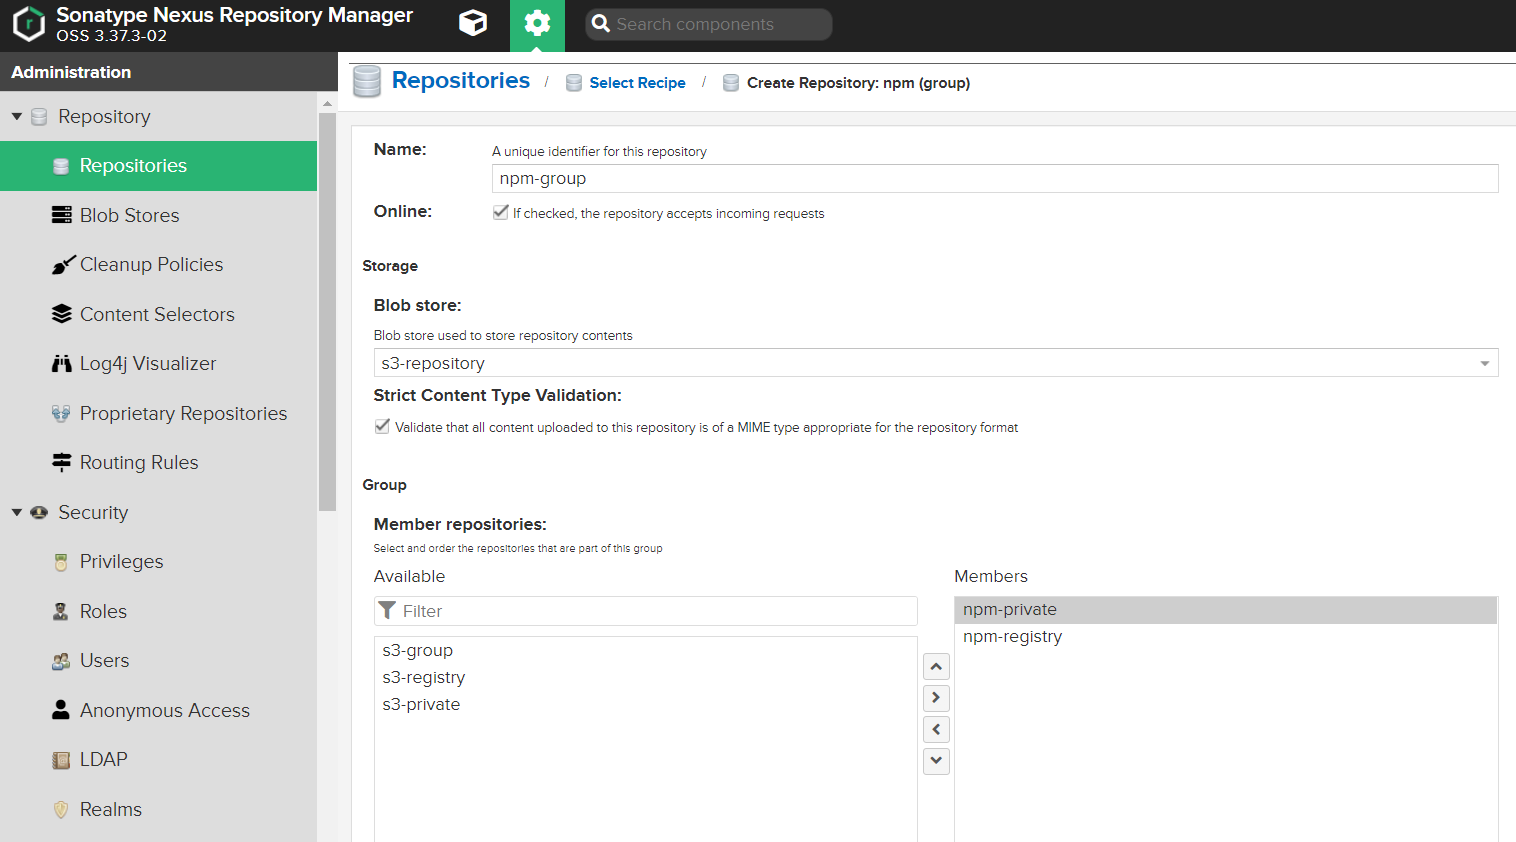 Sonatype Nexus Repository Manager
OSS 3.37.3-02
Search components
Administration
Repository
Repositories
Blob Stores
Cleanup Policies
Content Selectors
Log4j Visualizer
Proprietary Repositories
Routing Rules
Security
Privileges
Roles
Users
Anonymous Access
LDAP
Realms
Repositories / Select Recipe / Create Repository: npm (group)
Name:
A unique identifier for this repository
npm-group
Online:
If checked, the repository accepts incoming requests
Storage
Blob store:
Blob store used to store repository contents
s3-repository
Strict Content Type Validation:
Validate that all content uploaded to this repository is of a MIME type appropriate for the repository format
Group
Member repositories:
Select and order the repositories that are part of this group
Available
Filter
s3-group
s3-registry
s3-private
Members
npm-private
npm-registry